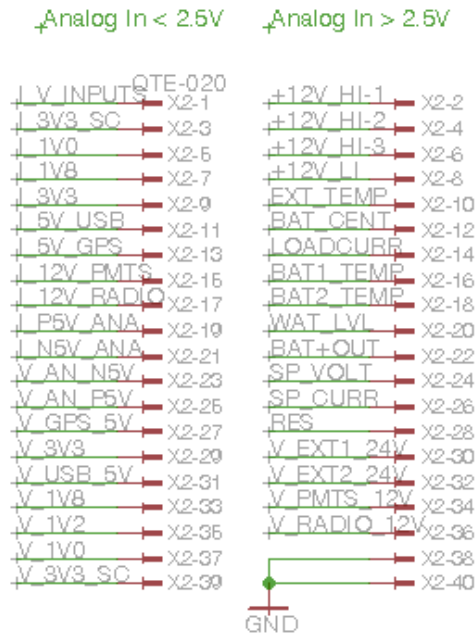 Analog In < 2.5V
Analog In > 2.5V
QTE-020
I_V_INPUTS X2-1
I_3V3_SC X2-3
I_1V0 X2-5
I_1V8 X2-7
I_3V3 X2-9
I_5V_USB X2-11
I_5V_GPS X2-13
I_12V_PMTS X2-15
I_12V_RADIO X2-17
I_P5V_ANA X2-19
I_N5V_ANA X2-21
V_AN_N5V X2-23
V_AN_P5V X2-25
V_GPS_5V X2-27
V_3V3 X2-29
V_USB_5V X2-31
V_1V8 X2-33
V_1V2 X2-35
V_1V0 X2-37
V_3V3_SC X2-39
+12V_HI-1 X2-2
+12V_HI-2 X2-4
+12V_HI-3 X2-6
+12V_LI X2-8
EXT_TEMP X2-10
BAT_CENT X2-12
LOADCURR X2-14
BAT1_TEMP X2-16
BAT2_TEMP X2-18
WAT_LVL X2-20
BAT+OUT X2-22
SP_VOLT X2-24
SP_CURR X2-26
RES X2-28
V_EXT1_24V X2-30
V_EXT2_24V X2-32
V_PMTS_12V X2-34
V_RADIO_12V X2-36
X2-38
X2-40
GND